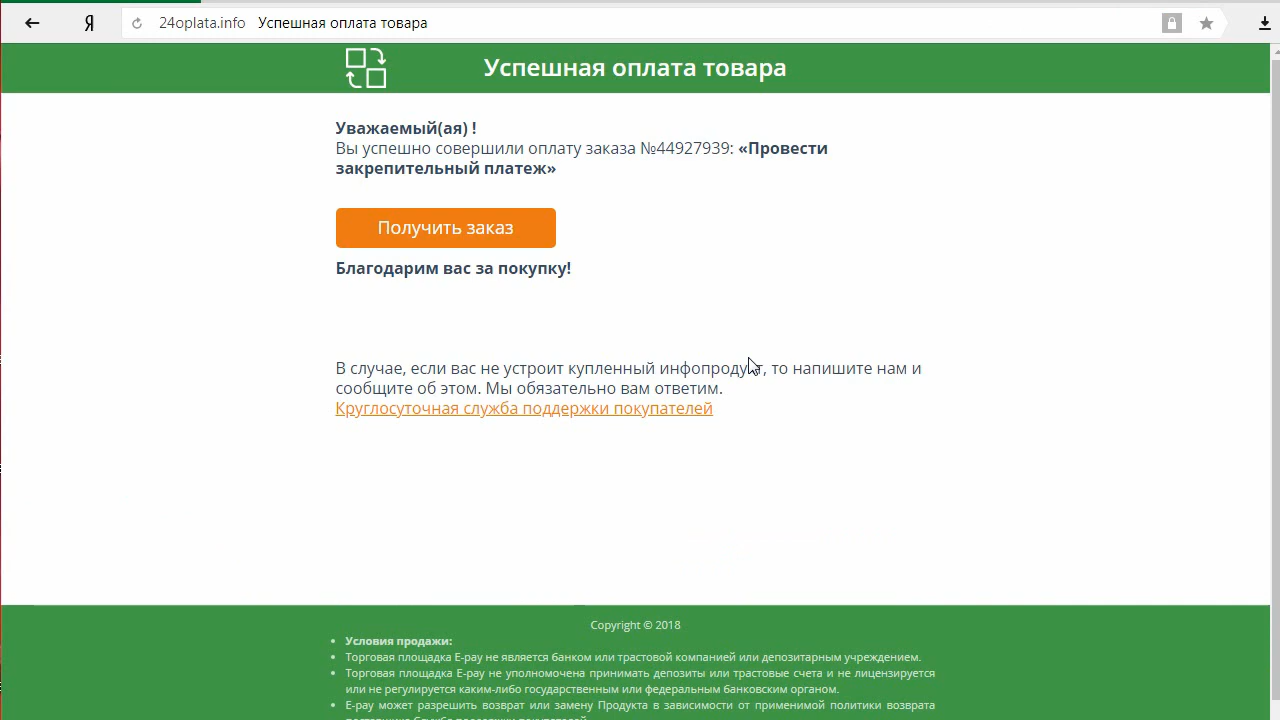 Я 24oplata.info Успешная оплата товара
Успешная оплата товара
Уважаемый(ая) !
Вы успешно совершили оплату заказа №44927939: «Провести
закрепительный платеж»
Получить заказ
Благодарим вас за покупку!
В случае, если вас не устроит купленный инфопродукт, то напишите нам и
сообщите об этом. Мы обязательно вам ответим.
Круглосуточная служба поддержки покупателей
Copyright © 2018
• Условия продажи:
• Торговая площадка E-pay не является банком или трастовой компанией или депозитарным учреждением.
• Торговая площадка E-pay не уполномочена принимать депозиты или трастовые счета и не лицензируется
или не регулируется каким-либо государственным или федеральным банковским органом.
• E-pay может разрешить возврат или замену Продукта в зависимости от применимой политики возврата